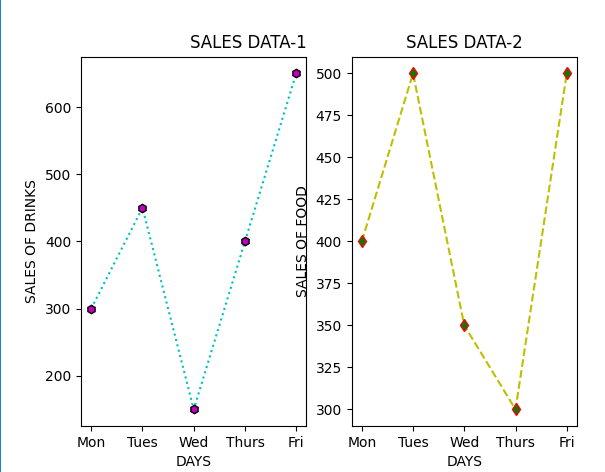 SALES DATA-1
SALES OF DRINKS
600
500
400
300
200
Mon Tues Wed Thurs Fri
DAYS
SALES DATA-2
SALES OF FOOD
500
475
450
425
400
375
350
325
300
Mon Tues Wed Thurs Fri
DAYS